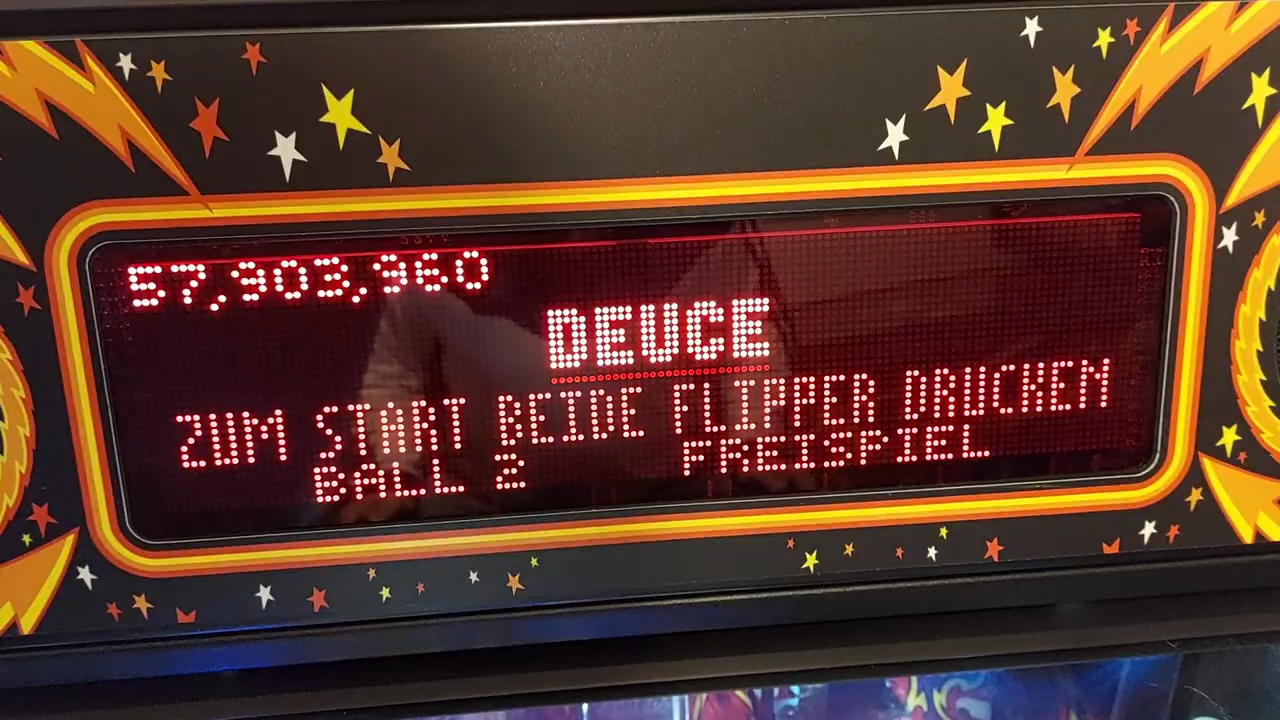 57,903,960
DEUCE
ZUM START BEIDE FLIPPER DRUCKEN
BALL 2 FREISPIEL